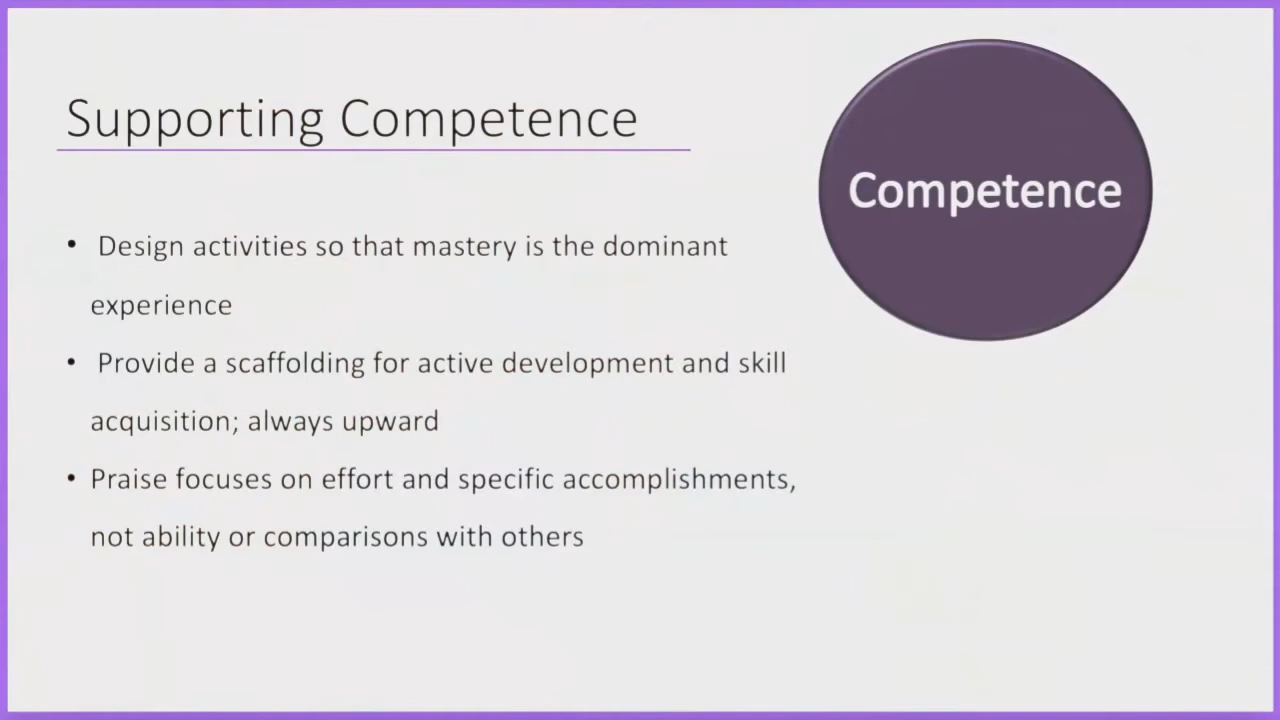 Supporting Competence
Competence
• Design activities so that mastery is the dominant
experience
• Provide a scaffolding for active development and skill
acquisition; always upward
• Praise focuses on effort and specific accomplishments,
not ability or comparisons with others